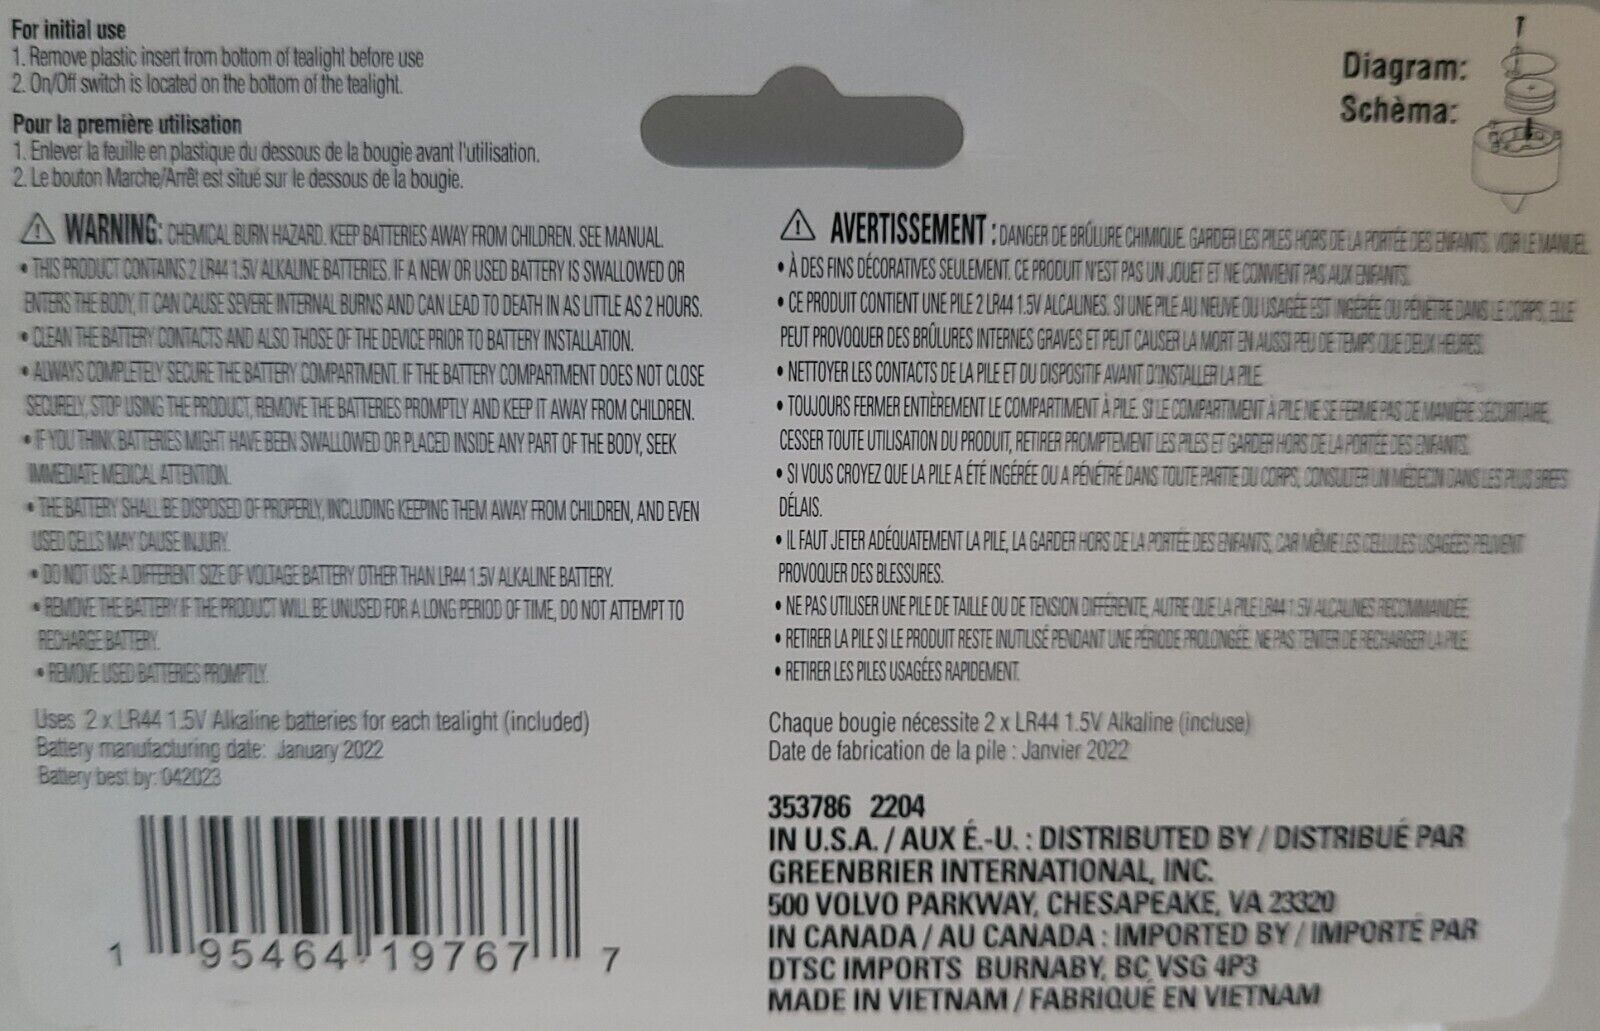 For initial use
1. Remove plastic insert from bottom of tealight before use
2. On/Off switch is located on the bottom of the tealight.
Pour la première utilisation
1. Enlever la feuille en plastique du dessous de la bougie avant l'utilisation.
2. Le bouton Marche/Arrêt est situé sur le dessous de la bougie.
Diagram:
Schèma:
WARNING: CHEMICAL BURN HAZARD. KEEP BATTERIES AWAY FROM CHILDREN. SEE MANUAL.
• THIS PRODUCT CONTAINS 2 LR44 1.5V ALKALINE BATTERIES. IF A NEW OR USED BATTERY IS SWALLOWED OR
ENTERS THE BODY, IT CAN CAUSE SEVERE INTERNAL BURNS AND CAN LEAD TO DEATH IN AS LITTLE AS 2 HOURS.
• CLEAN THE BATTERY CONTACTS AND ALSO THOSE OF THE DEVICE PRIOR TO BATTERY INSTALLATION.
• ALWAYS COMPLETELY SECURE THE BATTERY COMPARTMENT. IF THE BATTERY COMPARTMENT DOES NOT CLOSE
SECURELY, STOP USING THE PRODUCT, REMOVE THE BATTERIES PROMPTLY AND KEEP IT AWAY FROM CHILDREN.
• IF YOU THINK BATTERIES MIGHT HAVE BEEN SWALLOWED OR PLACED INSIDE ANY PART OF THE BODY, SEEK
IMMEDIATE MEDICAL ATTENTION.
• THE BATTERY SHALL BE DISPOSED OF PROPERLY, INCLUDING KEEPING THEM AWAY FROM CHILDREN, AND EVEN
USED CELLS MAY CAUSE INJURY.
• DO NOT USE A DIFFERENT SIZE OF VOLTAGE BATTERY OTHER THAN LR44 1.5V ALKALINE BATTERY.
• REMOVE THE BATTERY IF THE PRODUCT WILL BE UNUSED FOR A LONG PERIOD OF TIME, DO NOT ATTEMPT TO
RECHARGE BATTERY.
• REMOVE USED BATTERIES PROMPTLY.
Uses 2 x LR44 1.5V Alkaline batteries for each tealight (included)
Battery manufacturing date: January 2022
Battery best by: 042023
1 95464 19767 7
AVERTISSEMENT : DANGER DE BRÛLURE CHIMIQUE. GARDER LES PILES HORS DE LA PORTÉE DES ENFANTS. VOIR LE MANUEL.
• À DES FINS DÉCORATIVES SEULEMENT. CE PRODUIT N'EST PAS UN JOUET ET NE CONVIENT PAS AUX ENFANTS.
• CE PRODUIT CONTIENT UNE PILE 2 LR44 1.5V ALCALINES. SI UNE PILE AU NEUVE OU USAGÉE EST INGÉRÉE OU PÉNÈTRE DANS LE CORPS, ELLE
PEUT PROVOQUER DES BRÛLURES INTERNES GRAVES ET PEUT CAUSER LA MORT EN AUSSI PEU DE TEMPS QUE DEUX HEURES.
• NETTOYER LES CONTACTS DE LA PILE ET DU DISPOSITIF AVANT D'INSTALLER LA PILE.
• TOUJOURS FERMER ENTIÈREMENT LE COMPARTIMENT À PILE. SI LE COMPARTIMENT À PILE NE SE FERME PAS DE MANIÈRE SÉCURITAIRE,
CESSER TOUTE UTILISATION DU PRODUIT, RETIRER PROMPTEMENT LES PILES ET GARDER HORS DE LA PORTÉE DES ENFANTS.
• SI VOUS CROYEZ QUE LA PILE A ÉTÉ INGÉRÉE OU A PÉNÉTRÉ DANS TOUTE PARTIE DU CORPS, CONSULTER UN MÉDECIN DANS LES PLUS BREFS
DÉLAIS.
• IL FAUT JETER ADÉQUATEMENT LA PILE, LA GARDER HORS DE LA PORTÉE DES ENFANTS, CAR MÊME LES CELLULES USAGÉES PEUVENT
PROVOQUER DES BLESSURES.
• NE PAS UTILISER UNE PILE DE TAILLE OU DE TENSION DIFFÉRENTE, AUTRE QUE LA PILE LR44 1.5V ALCALINES RECOMMANDÉE.
• RETIRER LA PILE SI LE PRODUIT RESTE INUTILISÉ PENDANT UNE PÉRIODE PROLONGÉE. NE PAS TENTER DE RECHARGER LA PILE.
• RETIRER LES PILES USAGÉES RAPIDEMENT.
Chaque bougie nécessite 2 x LR44 1.5V Alkaline (incluse)
Date de fabrication de la pile : Janvier 2022
353786 2204
IN U.S.A. / AUX É.-U. : DISTRIBUTED BY / DISTRIBUÉ PAR
GREENBRIER INTERNATIONAL, INC.
500 VOLVO PARKWAY, CHESAPEAKE, VA 23320
IN CANADA / AU CANADA : IMPORTED BY / IMPORTÉ PAR
DTSC IMPORTS BURNABY, BC VSG 4P3
MADE IN VIETNAM / FABRIQUÉ EN VIETNAM